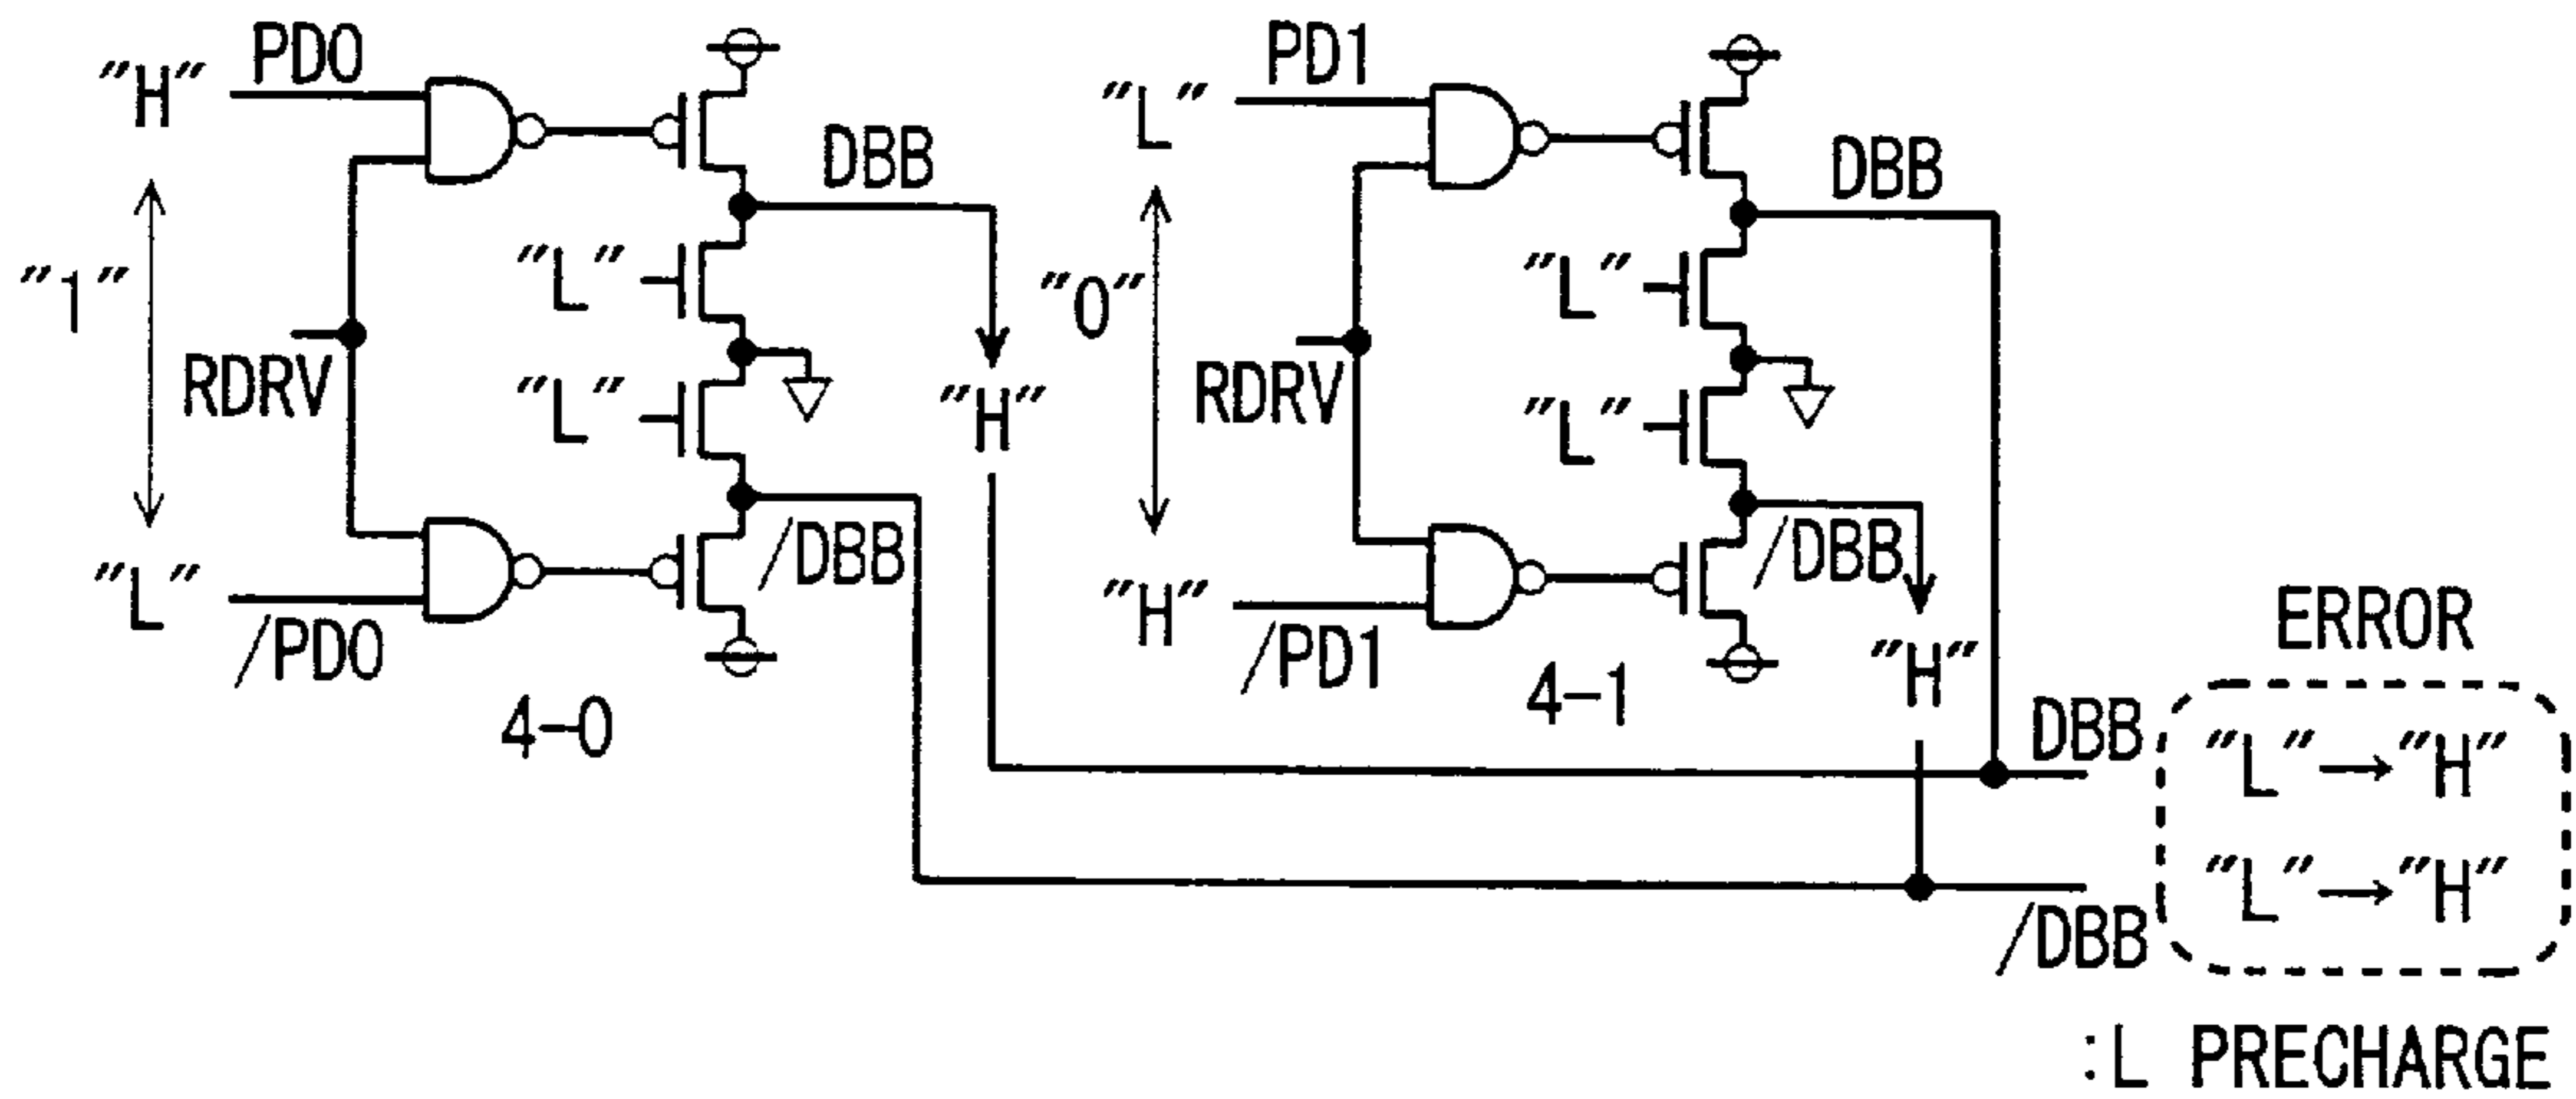 PD0
"H"
DBB
"L"
"1"
RDRV
"L"
"H"
/DBB
"L"
/PD0
4-0
PD1
"L"
DBB
"L"
"0"
RDRV
"L"
/DBB
"H"
/PD1
"H"
4-1
ERROR
DBB
"L" → "H"
"L" → "H"
/DBB
:L PRECHARGE